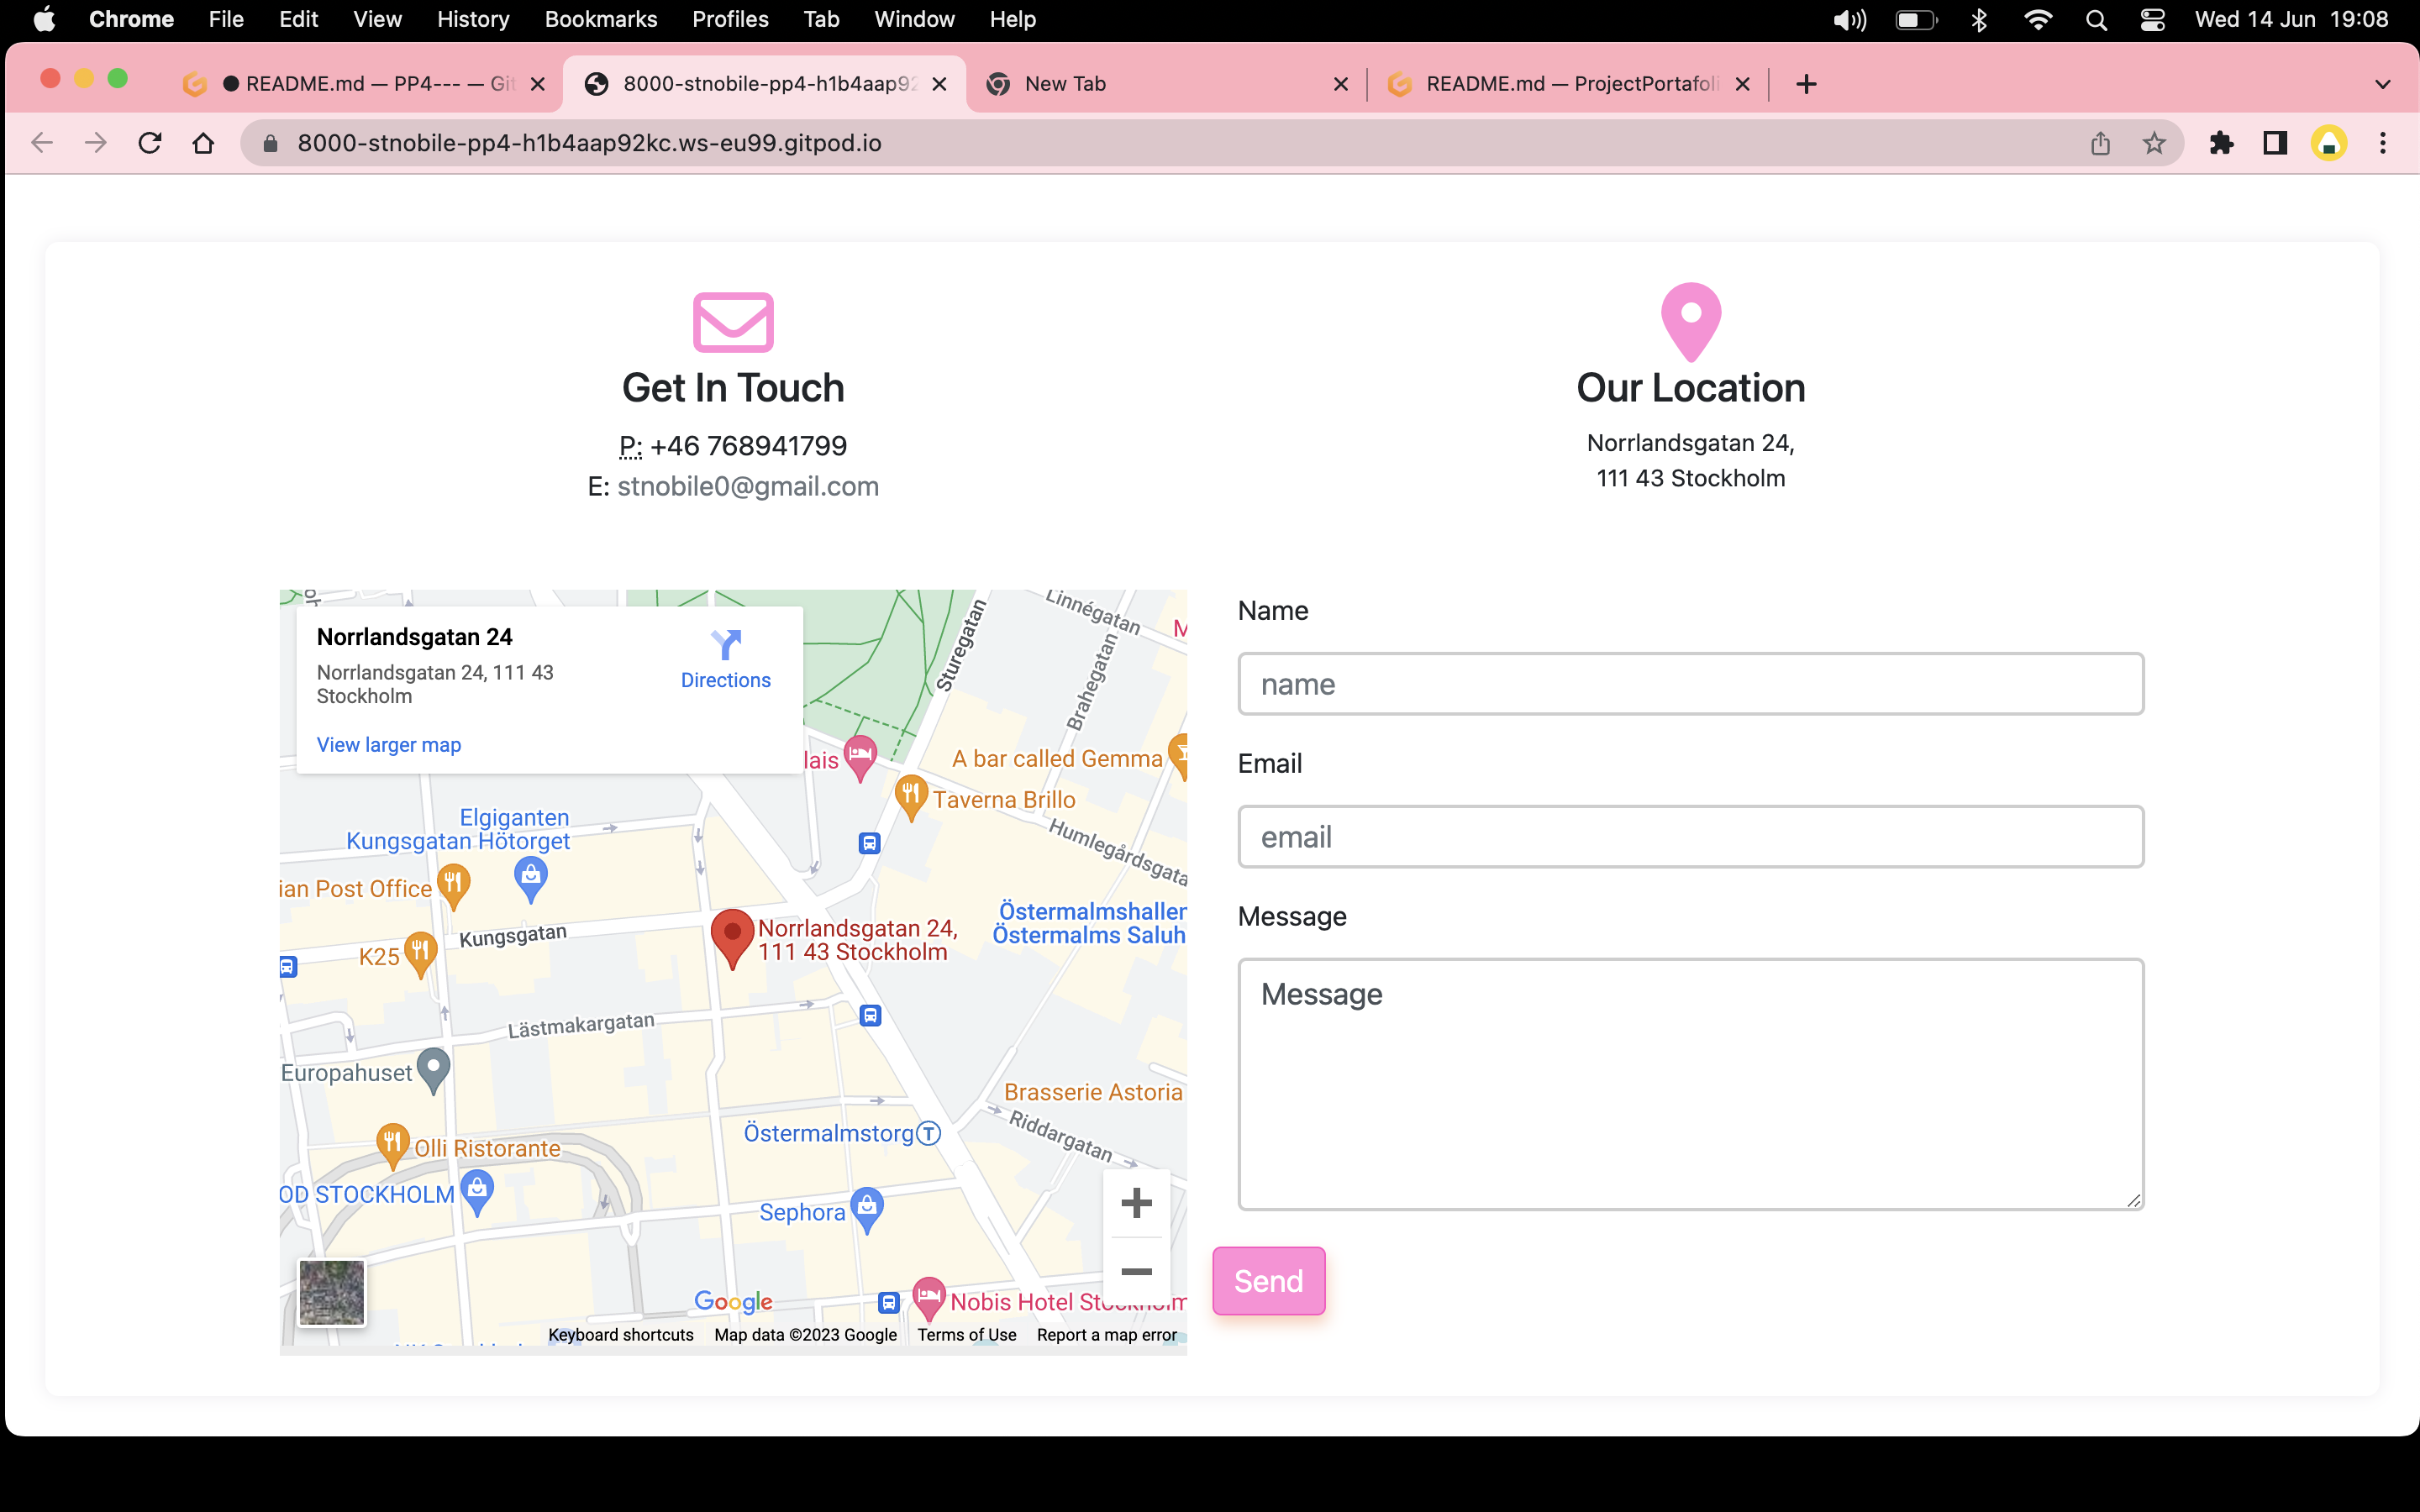 Chrome File Edit View History Bookmarks Profiles Tab Window Help Wed 14 Jun 19:08
README.md — PP4--- — Git 8000-stnobile-pp4-h1b4aap92 New Tab README.md — ProjectPortafoli
8000-stnobile-pp4-h1b4aap92kc.ws-eu99.gitpod.io
Get In Touch
P: +46 768941799
E: stnobile0@gmail.com
Our Location
Norrlandsgatan 24,
111 43 Stockholm
Norrlandsgatan 24
Norrlandsgatan 24, 111 43
Stockholm
Directions
View larger map
Linnégatan
Sturegatan
Brahegatan
lais
A bar called Gemma
Taverna Brillo
Humlegårdsgata
Elgiganten
Kungsgatan Hötorget
ian Post Office
Kungsgatan
K25
Norrlandsgatan 24,
111 43 Stockholm
Östermalmshallen
Östermalms Saluh
Lästmakargatan
Europahuset
Brasserie Astoria
Riddargatan
Östermalmstorg T
Olli Ristorante
OD STOCKHOLM
Sephora
Google
Nobis Hotel Stockholm
Keyboard shortcuts Map data ©2023 Google Terms of Use Report a map error
Name
name
Email
email
Message
Message
Send